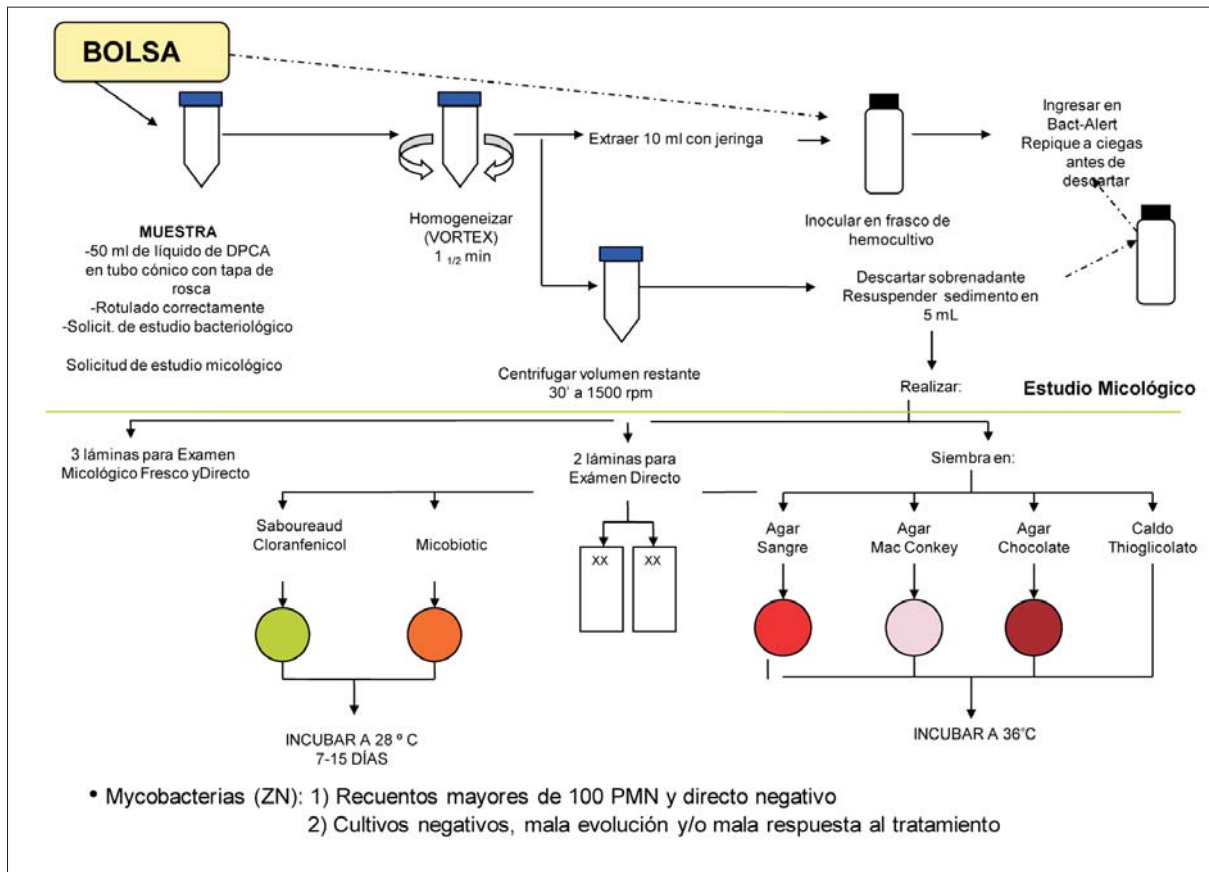 BOLSA
MUESTRA
-50 ml de líquido de DPCA
en tubo cónico con tapa de
rosca
-Rotulado correctamente
-Solicit. de estudio bacteriológico
Solicitud de estudio micológico
Homogeneizar
(VORTEX)
1 1/2 min
Extraer 10 ml con jeringa
Inocular en frasco de
hemocultivo
Ingresar en
Bact-Alert
Repique a ciegas
antes de
descartar
Centrifugar volumen restante
30' a 1500 rpm
Descartar sobrenadante
Resuspender sedimento en
5 mL
Realizar:
Estudio Micológico
3 láminas para Examen
Micológico Fresco yDirecto
2 láminas para
Exámen Directo
Siembra en:
Saboureaud
Cloranfenicol
Micobiotic
XX
XX
Agar
Sangre
Agar
Mac Conkey
Agar
Chocolate
Caldo
Thioglicolato
INCUBAR A 28 º C
7-15 DÍAS
INCUBAR A 36°C
• Mycobacterias (ZN): 1) Recuentos mayores de 100 PMN y directo negativo
2) Cultivos negativos, mala evolución y/o mala respuesta al tratamiento